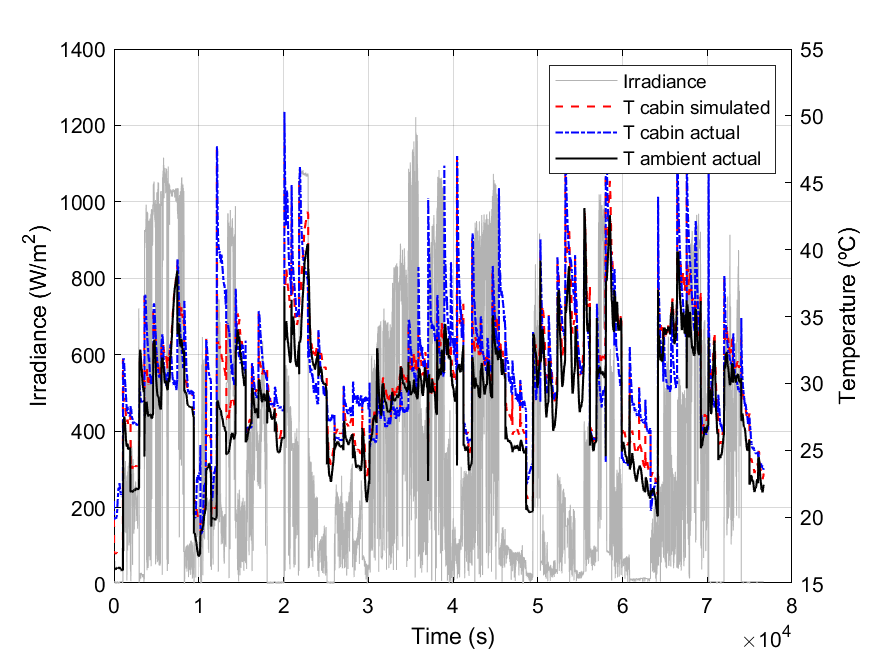 1400
1200
1000
800
600
400
200
0
Irradiance (W/m²)
55
50
45
40
35
30
25
20
15
Temperature (ºC)
Irradiance
T cabin simulated
T cabin actual
T ambient actual
0 1 2 3 4 5 6 7 8
Time (s)
×10⁴